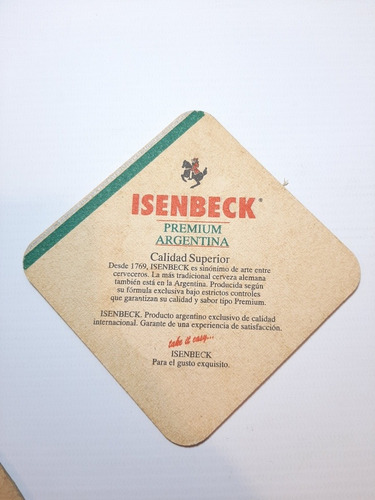 ISENBECK®
PREMIUM
ARGENTINA
Calidad Superior
Desde 1769, ISENBECK es sinónimo de arte entre
cerveceros. La más tradicional cerveza alemana
también está en la Argentina. Producida según
su fórmula exclusiva bajo estrictos controles
que garantizan su calidad y sabor tipo Premium.
ISENBECK. Producto argentino exclusivo de calidad
internacional. Garante de una experiencia de satisfacción.
take it easy...
ISENBECK
Para el gusto exquisito.